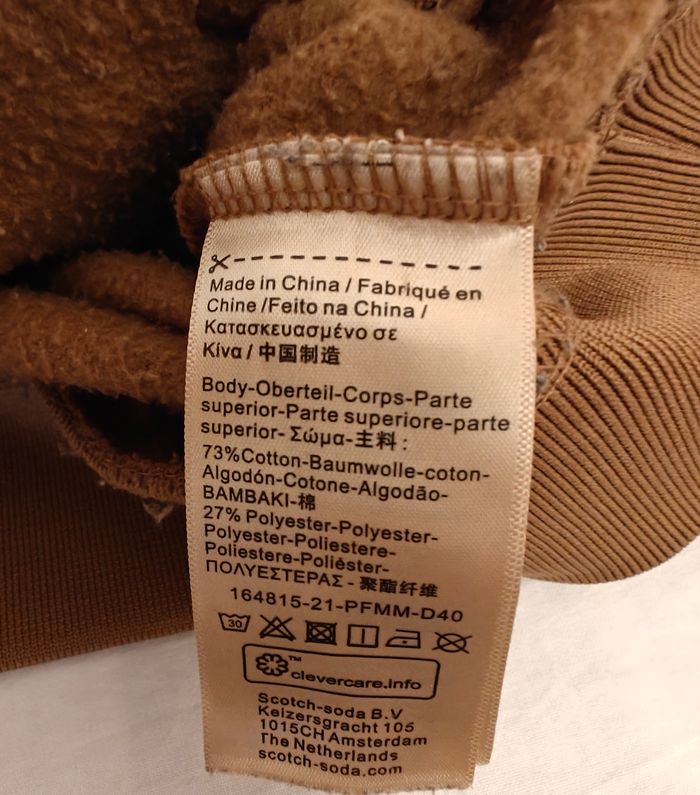 Made in China / Fabriqué en
Chine /Feito na China /
Κατασκευασμένο σε
Κίνα / 中国制造
Body-Oberteil-Corps-Parte
superior-Parte superiore-parte
superior- Σώμα-主料 :
73%Cotton-Baumwolle-coton-
Algodón-Cotone-Algodão-
BAMBAKI-棉
27% Polyester-Polyester-
Polyester-Poliestere-
Poliestere-Poliéster-
ΠΟΛΥΕΣΤΕΡΑΣ - 聚酯纤维
164815-21-PFMM-D40
30
™
clevercare.info
Scotch-soda B.V
Keizersgracht 105
1015CH Amsterdam
The Netherlands
scotch-soda.com